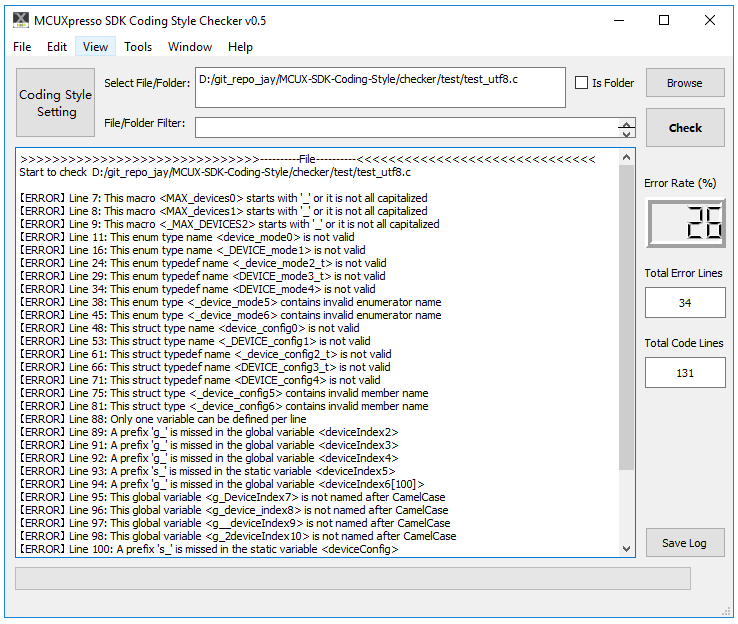 MCUXpresso SDK Coding Style Checker v0.5
File Edit View Tools Window Help
Coding Style
Setting
Select File/Folder:
D:/git_repo_jay/MCUX-SDK-Coding-Style/checker/test/test_utf8.c
Is Folder
Browse
File/Folder Filter:
Check
>>>>>>>>>>>>>>>>>>>>>>>>>>>>>>----------File----------<<<<<<<<<<<<<<<<<<<<<<<<<<<<<<
Start to check D:/git_repo_jay/MCUX-SDK-Coding-Style/checker/test/test_utf8.c
【ERROR】Line 7: This macro <MAX_devices0> starts with '_' or it is not all capitalized
【ERROR】Line 8: This macro <MAX_devices1> starts with '_' or it is not all capitalized
【ERROR】Line 9: This macro <_MAX_DEVICES2> starts with '_' or it is not all capitalized
【ERROR】Line 11: This enum type name <device_mode0> is not valid
【ERROR】Line 16: This enum type name <_DEVICE_mode1> is not valid
【ERROR】Line 24: This enum typedef name <_device_mode2_t> is not valid
【ERROR】Line 29: This enum typedef name <DEVICE_mode3_t> is not valid
【ERROR】Line 34: This enum typedef name <DEVICE_mode4> is not valid
【ERROR】Line 38: This enum type <_device_mode5> contains invalid enumerator name
【ERROR】Line 45: This enum type <_device_mode6> contains invalid enumerator name
【ERROR】Line 48: This struct type name <device_config0> is not valid
【ERROR】Line 53: This struct type name <_DEVICE_config1> is not valid
【ERROR】Line 61: This struct typedef name <_device_config2_t> is not valid
【ERROR】Line 66: This struct typedef name <DEVICE_config3_t> is not valid
【ERROR】Line 71: This struct typedef name <DEVICE_config4> is not valid
【ERROR】Line 75: This struct type <_device_config5> contains invalid member name
【ERROR】Line 81: This struct type <_device_config6> contains invalid member name
【ERROR】Line 88: Only one variable can be defined per line
【ERROR】Line 89: A prefix 'g_' is missed in the global variable <deviceIndex2>
【ERROR】Line 91: A prefix 'g_' is missed in the global variable <deviceIndex3>
【ERROR】Line 92: A prefix 'g_' is missed in the global variable <deviceIndex4>
【ERROR】Line 93: A prefix 's_' is missed in the static variable <deviceIndex5>
【ERROR】Line 94: A prefix 'g_' is missed in the global variable <deviceIndex6[100]>
【ERROR】Line 95: This global variable <g_DeviceIndex7> is not named after CamelCase
【ERROR】Line 96: This global variable <g_device_index8> is not named after CamelCase
【ERROR】Line 97: This global variable <g__deviceIndex9> is not named after CamelCase
【ERROR】Line 98: This global variable <g_2deviceIndex10> is not named after CamelCase
【ERROR】Line 100: A prefix 's_' is missed in the static variable <deviceConfig>
Error Rate (%)
26
Total Error Lines
34
Total Code Lines
131
Save Log